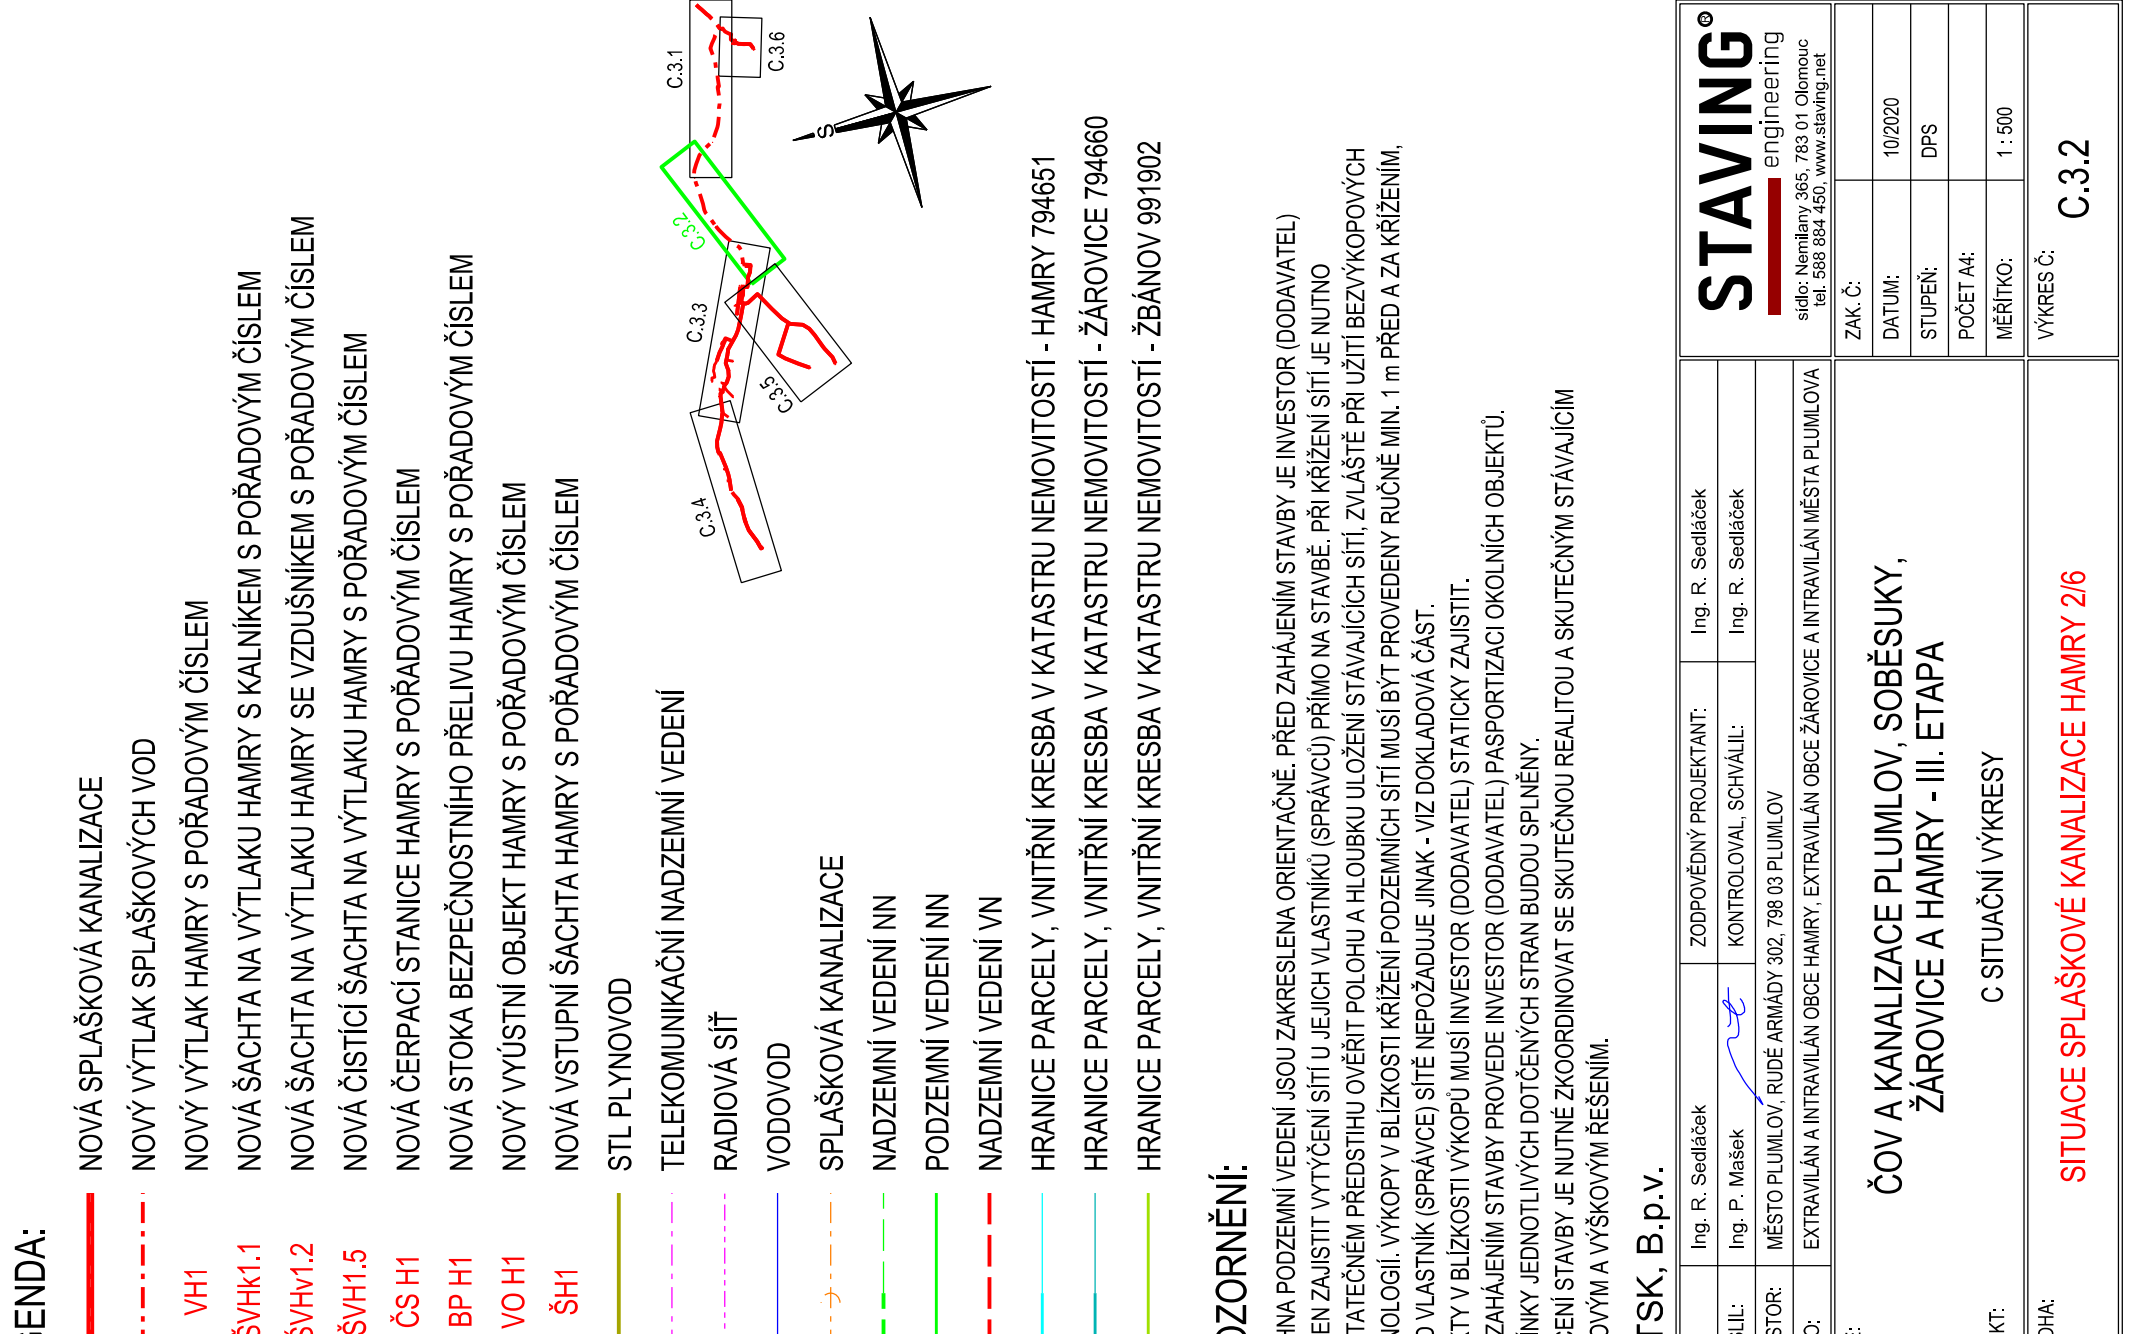 GENDA:
NOVÁ SPLAŠKOVÁ KANALIZACE
NOVÝ VÝTLAK SPLAŠKOVÝCH VOD
VH1 NOVÝ VÝTLAK HAMRY S POŘADOVÝM ČÍSLEM
ŠVHk1.1 NOVÁ ŠACHTA NA VÝTLAKU HAMRY S KALNÍKEM S POŘADOVÝM ČÍSLEM
ŠVHv1.2 NOVÁ ŠACHTA NA VÝTLAKU HAMRY SE VZDUŠNÍKEM S POŘADOVÝM ČÍSLEM
ŠVH1.5 NOVÁ ČISTÍCÍ ŠACHTA NA VÝTLAKU HAMRY S POŘADOVÝM ČÍSLEM
ČS H1 NOVÁ ČERPACÍ STANICE HAMRY S POŘADOVÝM ČÍSLEM
BP H1 NOVÁ STOKA BEZPEČNOSTNÍHO PŘELIVU HAMRY S POŘADOVÝM ČÍSLEM
VO H1 NOVÝ VYÚSTNÍ OBJEKT HAMRY S POŘADOVÝM ČÍSLEM
ŠH1 NOVÁ VSTUPNÍ ŠACHTA HAMRY S POŘADOVÝM ČÍSLEM
STL PLYNOVOD
TELEKOMUNIKAČNÍ NADZEMNÍ VEDENÍ
RADIOVÁ SÍŤ
VODOVOD
SPLAŠKOVÁ KANALIZACE
NADZEMNÍ VEDENÍ NN
PODZEMNÍ VEDENÍ NN
NADZEMNÍ VEDENÍ VN
HRANICE PARCELY, VNITŘNÍ KRESBA V KATASTRU NEMOVITOSTÍ - HAMRY 794651
HRANICE PARCELY, VNITŘNÍ KRESBA V KATASTRU NEMOVITOSTÍ - ŽÁROVICE 794660
HRANICE PARCELY, VNITŘNÍ KRESBA V KATASTRU NEMOVITOSTÍ - ŽBÁNOV 991902
C.3.4
C.3.3
C.3.5
C.3.2
C.3.1
C.3.6
S
OZORNĚNÍ:
HNA PODZEMNÍ VEDENÍ JSOU ZAKRESLENA ORIENTAČNĚ. PŘED ZAHÁJENÍM STAVBY JE INVESTOR (DODAVATEL)
EN ZAJISTIT VYTÝČENÍ SÍTÍ U JEJICH VLASTNÍKŮ (SPRÁVCŮ) PŘÍMO NA STAVBĚ. PŘI KŘÍŽENÍ SÍTÍ JE NUTNO
TATEČNÉM PŘEDSTIHU OVĚŘIT POLOHU A HLOUBKU ULOŽENÍ STÁVAJÍCÍCH SÍTÍ, ZVLÁŠTĚ PŘI UŽITÍ BEZVÝKOPOVÝCH
NOLOGIÍ. VÝKOPY V BLÍZKOSTI KŘÍŽENÍ PODZEMNÍCH SÍTÍ MUSÍ BÝT PROVEDENY RUČNĚ MIN. 1 m PŘED A ZA KŘÍŽENÍM,
D VLASTNÍK (SPRÁVCE) SÍTĚ NEPOŽADUJE JINAK - VIZ DOKLADOVÁ ČÁST.
KTY V BLÍZKOSTI VÝKOPŮ MUSÍ INVESTOR (DODAVATEL) STATICKY ZAJISTIT.
ZAHÁJENÍM STAVBY PROVEDE INVESTOR (DODAVATEL) PASPORTIZACI OKOLNÍCH OBJEKTŮ.
ÍNKY JEDNOTLIVÝCH DOTČENÝCH STRAN BUDOU SPLNĚNY.
CENÍ STAVBY JE NUTNÉ ZKOORDINOVAT SE SKUTEČNOU REALITOU A SKUTEČNÝM STÁVAJÍCÍM
OVÝM A VÝŠKOVÝM ŘEŠENÍM.
TSK, B.p.v.
Ing. R. Sedláček ZODPOVĚDNÝ PROJEKTANT: Ing. R. Sedláček
SLIL: Ing. P. Mašek KONTROLOVAL, SCHVÁLIL: Ing. R. Sedláček
STOR: MĚSTO PLUMLOV, RUDÉ ARMÁDY 302, 798 03 PLUMLOV
O: EXTRAVILÁN A INTRAVILÁN OBCE HAMRY, EXTRAVILÁN OBCE ŽÁROVICE A INTRAVILÁN MĚSTA PLUMLOVA
STAVING®
engineering
sídlo: Nemilany 365, 783 01 Olomouc
tel. 588 884 450, www.staving.net
E:
ČOV A KANALIZACE PLUMLOV, SOBĚSUKY,
ŽÁROVICE A HAMRY - III. ETAPA
KT: C SITUAČNÍ VÝKRESY
ZAK. Č:
DATUM: 10/2020
STUPEŇ: DPS
POČET A4:
MĚŘÍTKO: 1 : 500
OHA: SITUACE SPLAŠKOVÉ KANALIZACE HAMRY 2/6
VÝKRES Č: C.3.2